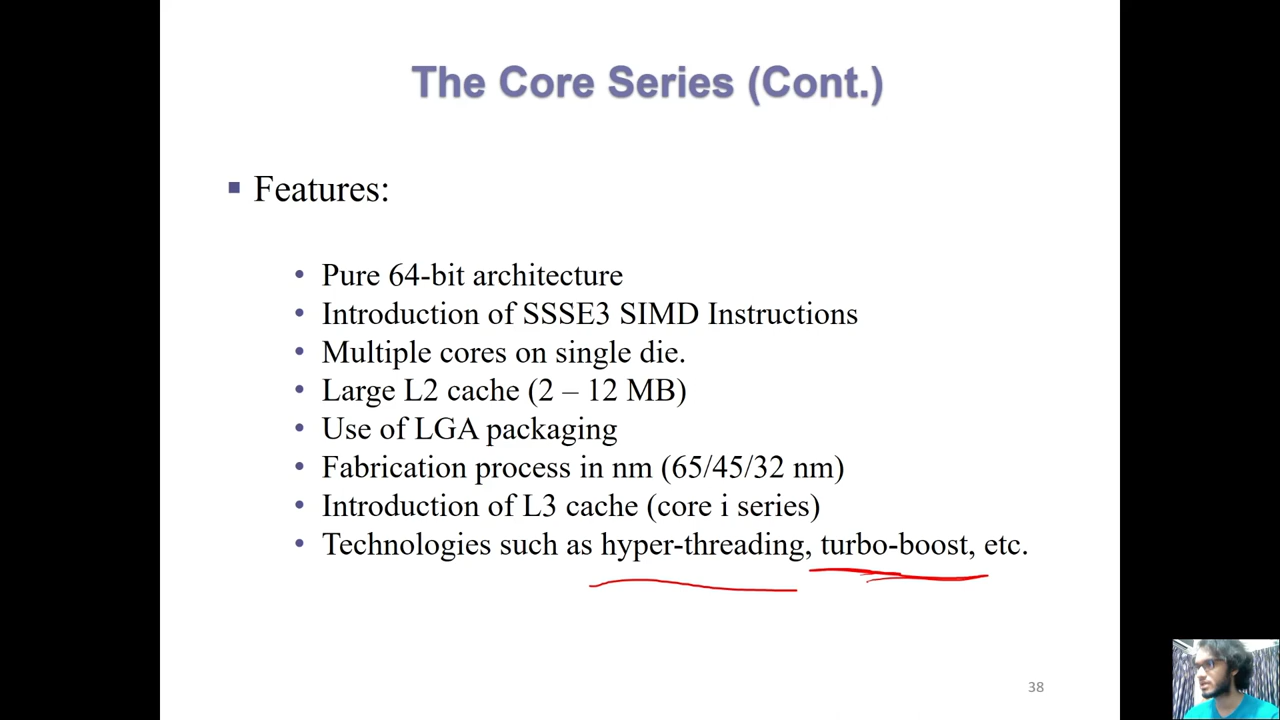 The Core Series (Cont.)
Features:
Pure 64-bit architecture
Introduction of SSSE3 SIMD Instructions
Multiple cores on single die.
Large L2 cache (2 – 12 MB)
Use of LGA packaging
Fabrication process in nm (65/45/32 nm)
Introduction of L3 cache (core i series)
Technologies such as hyper-threading, turbo-boost, etc.
38